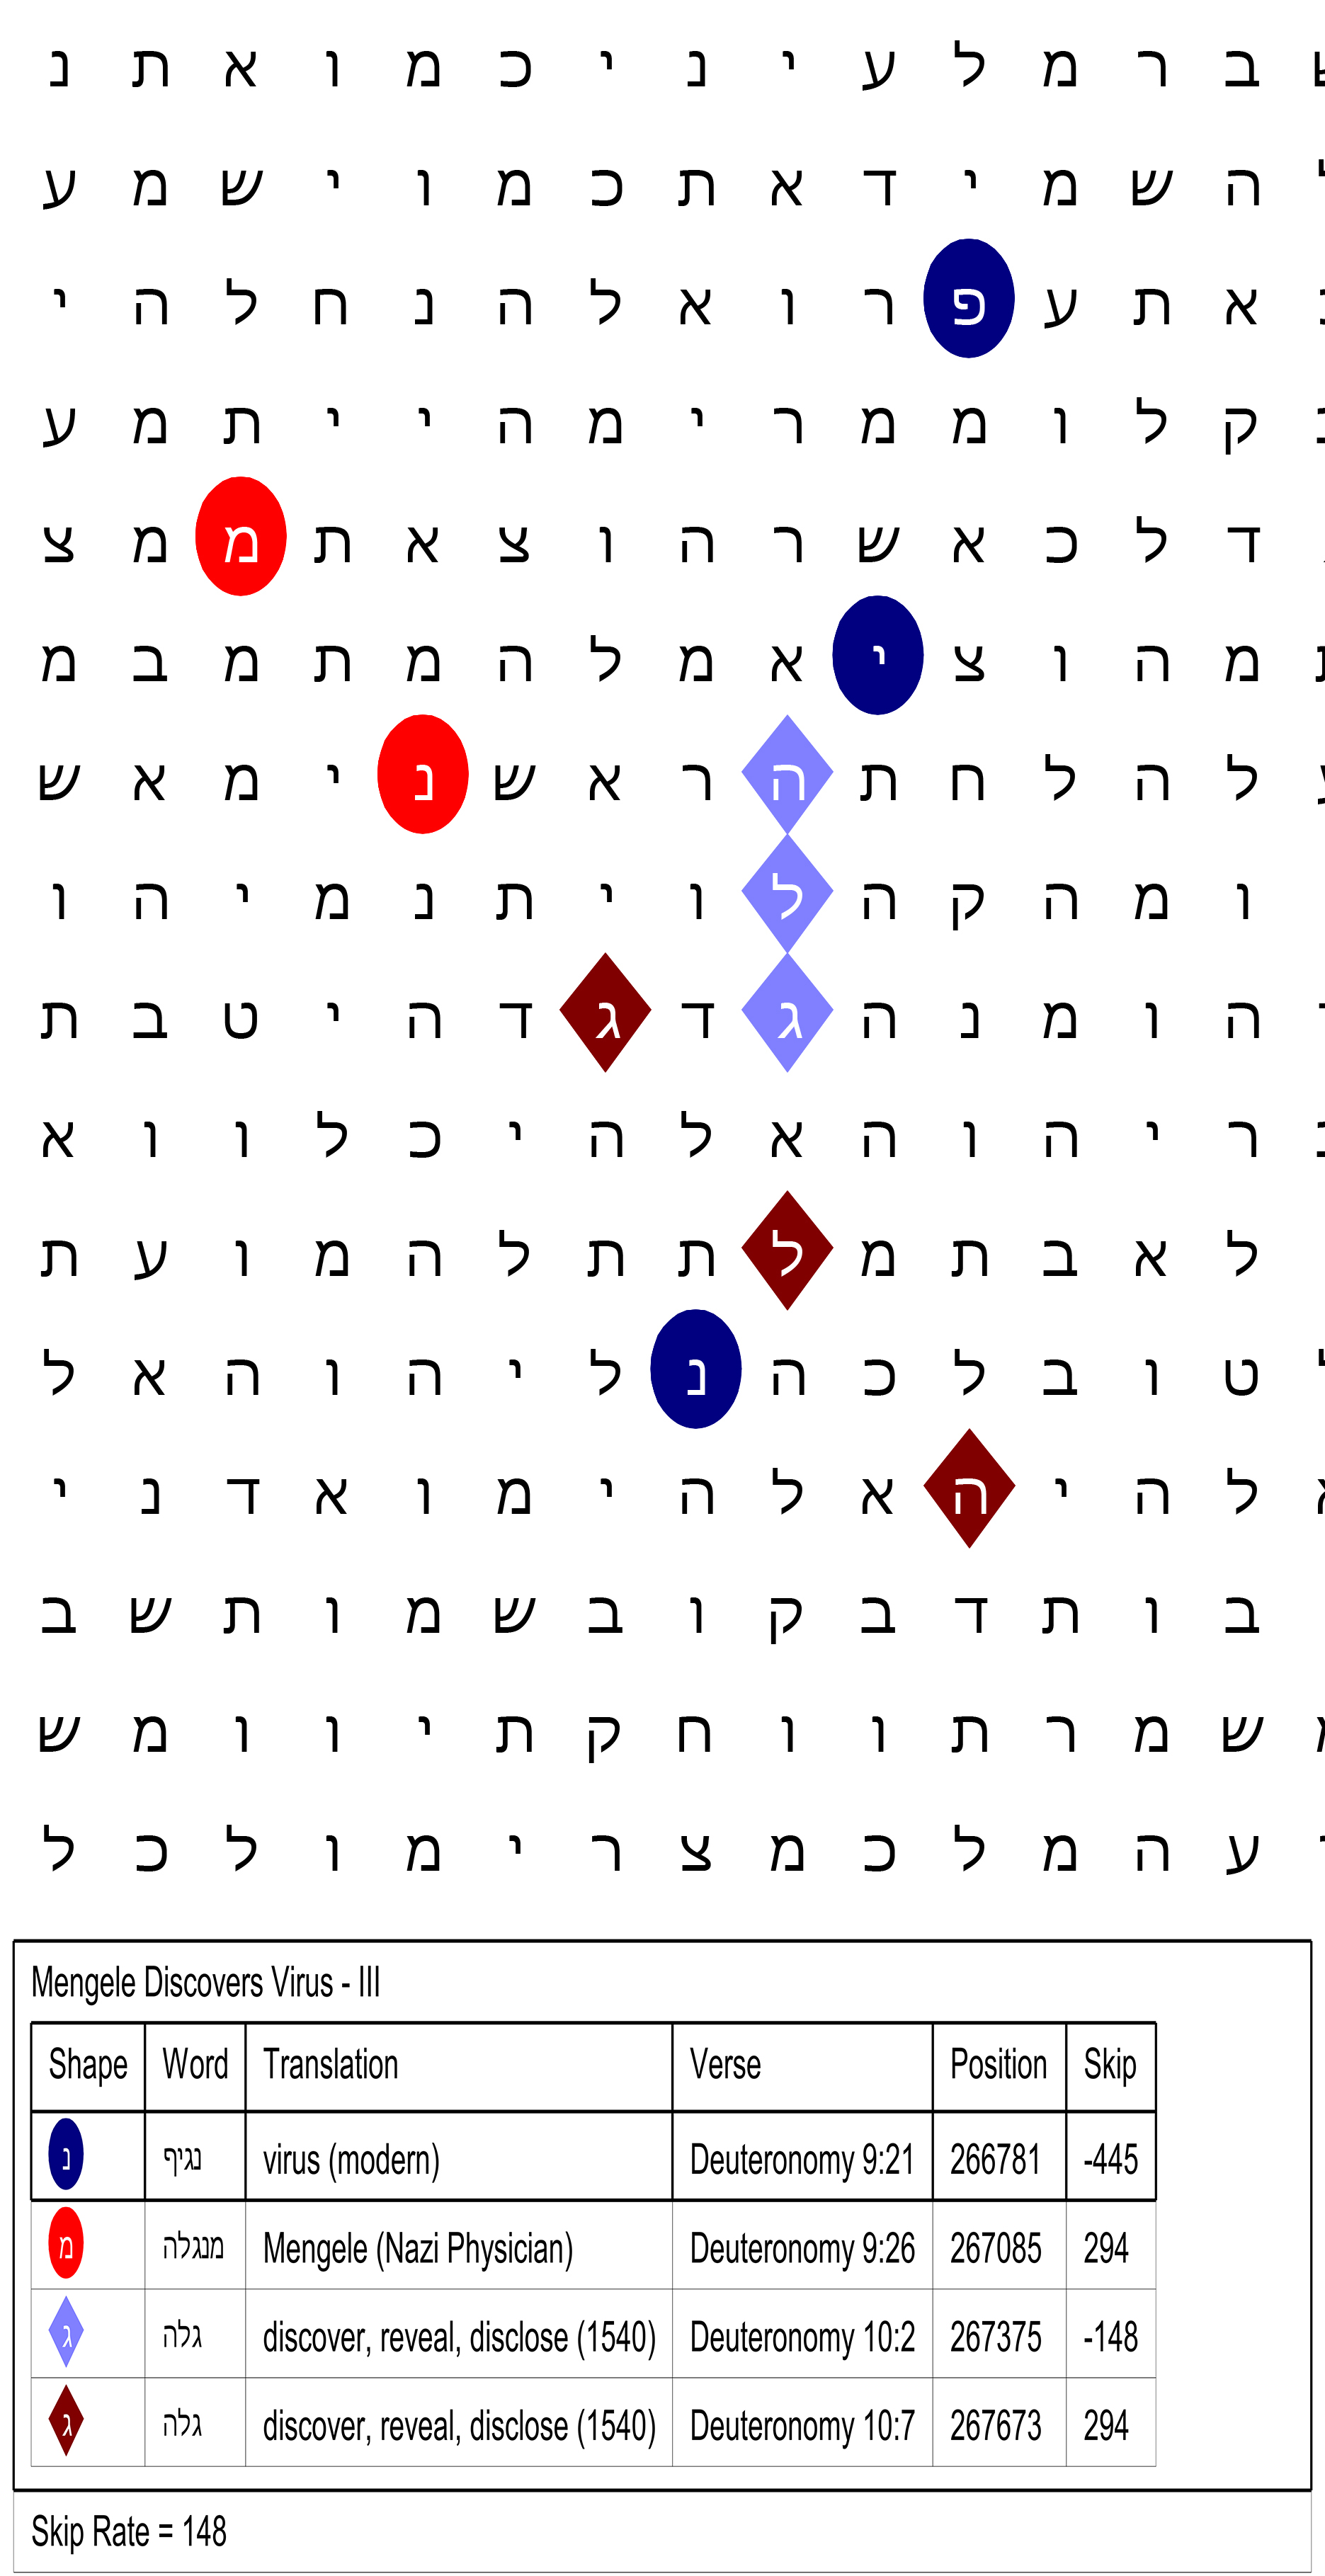 ב ר מ ל ע י נ י כ מ ו א ת נ
ה ש מ י ד א ת כ מ ו י ש מ ע
א ת ע פ ר ו א ל ה נ ח ל ה י
ק ל ו מ מ ר י מ ה י י ת מ ע
ד ל כ א ש ר ה ו צ א ת מ מ צ
מ ה ו צ י א מ ל ה מ ת מ ב מ
ל ה ל ח ת ה ר א ש נ י מ א ש
ו מ ה ק ה ל ו י ת נ מ י ה ו
ה ו מ נ ה ג ד ג ד ה י ט ב ת
ר י ה ו ה א ל ה י כ ל ו ו א
ל א ב ת מ ל ת ת ל ה מ ו ע ת
ט ו ב ל כ ה נ ל י ה ו ה א ל
ל ה י ה א ל ה י מ ו א ד נ י
ב ו ת ד ב ק ו ב ש מ ו ת ש ב
ש מ ר ת ו ו ח ק ת י ו ו מ ש
ע ה מ ל כ מ צ ר י מ ו ל כ ל
Mengele Discovers Virus - III
Shape Word Translation Verse Position Skip
נ נגיף virus (modern) Deuteronomy 9:21 266781 -445
מ מנגלה Mengele (Nazi Physician) Deuteronomy 9:26 267085 294
ג גלה discover, reveal, disclose (1540) Deuteronomy 10:2 267375 -148
ג גלה discover, reveal, disclose (1540) Deuteronomy 10:7 267673 294
Skip Rate = 148